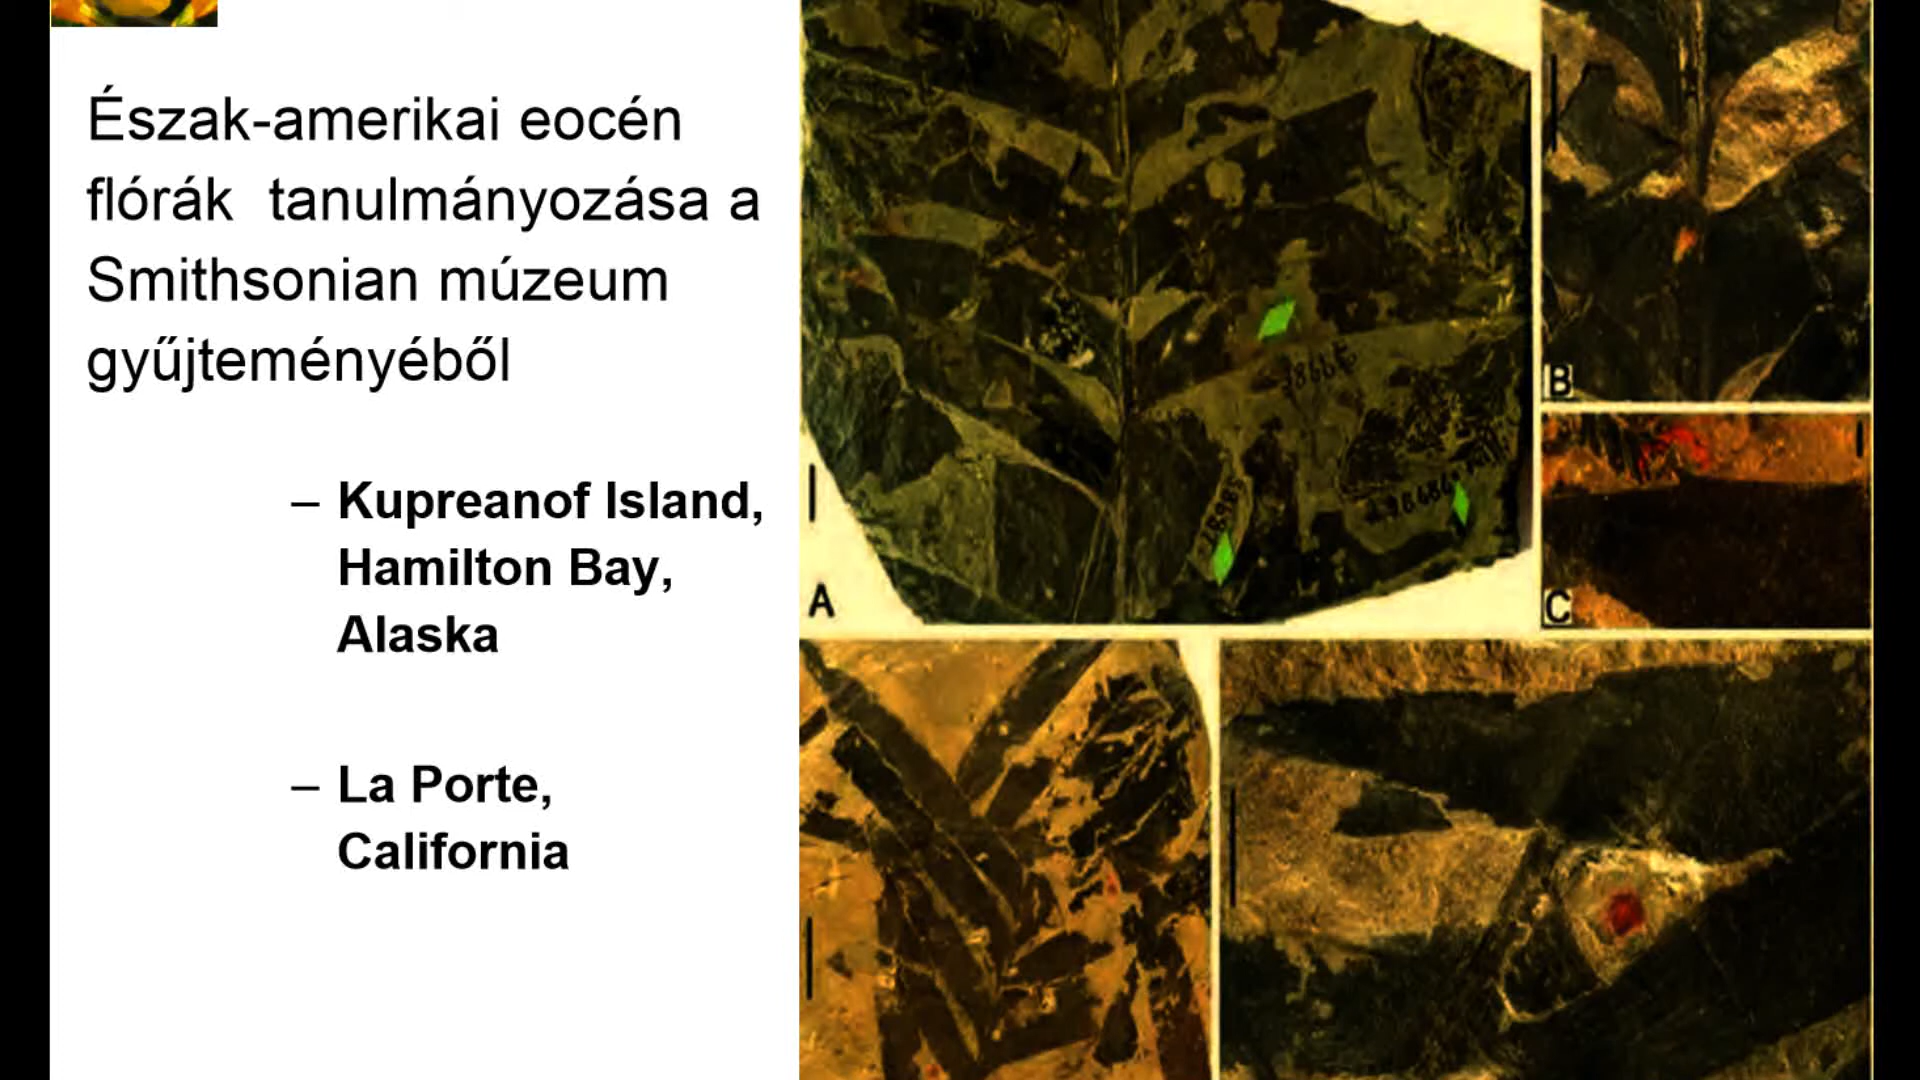 Észak-amerikai eocén
flórák tanulmányozása a
Smithsonian múzeum
gyűjteményéből
– Kupreanof Island,
Hamilton Bay,
Alaska
– La Porte,
California
A
B
C